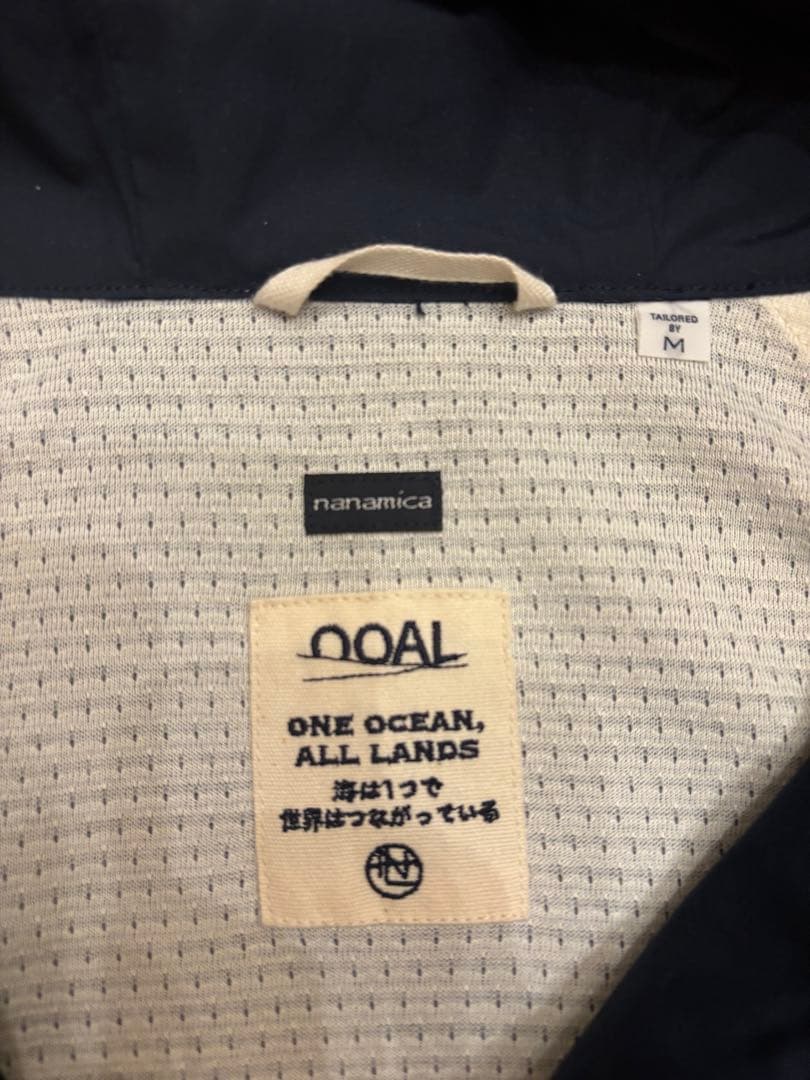 TAILORED
BY
M
nanamica
OOAL
ONE OCEAN,
ALL LANDS
海は1つで
世界はつながっている